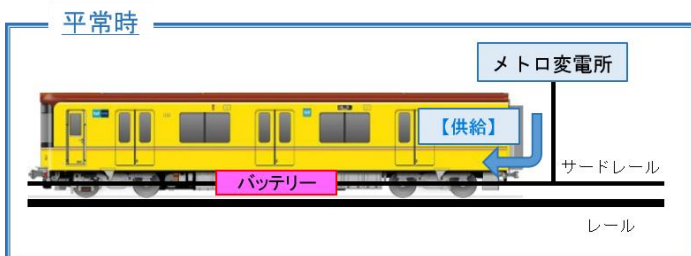 平常時
メトロ変電所
【供給】
サードレール
バッテリー
レール